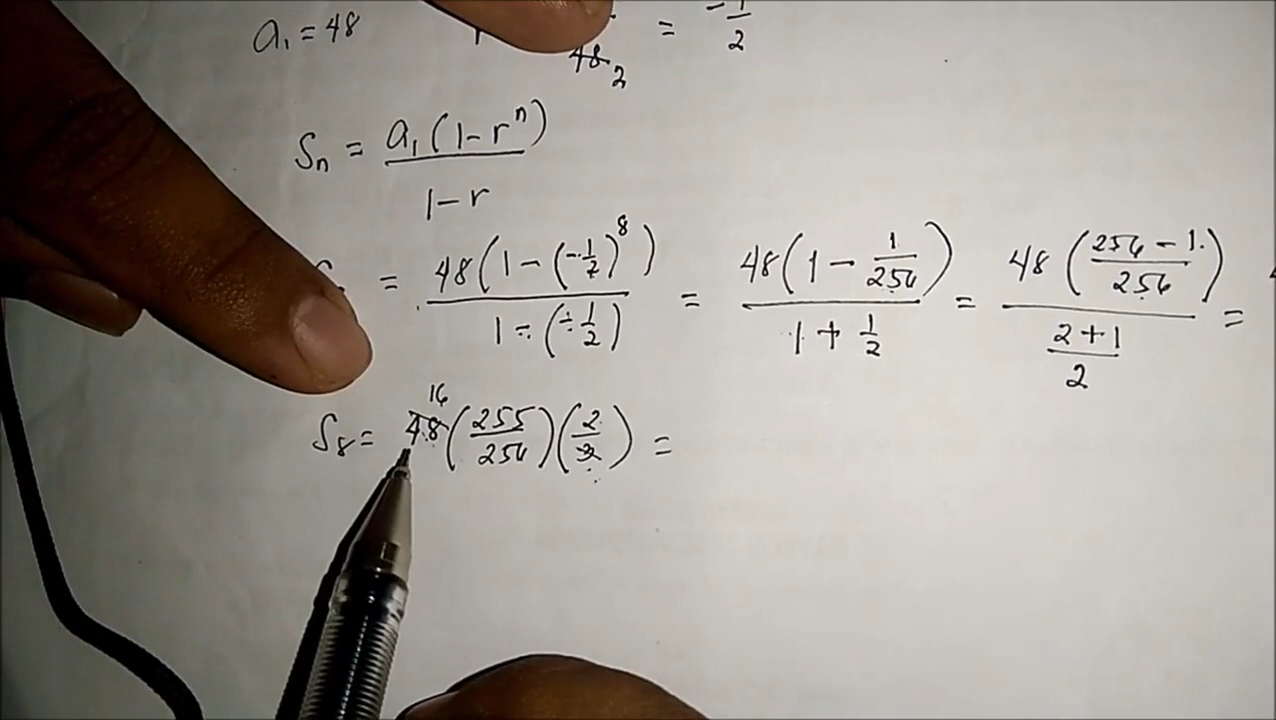 a₁ = 48 48 2 = -1/2
Sₙ = a₁(1-rⁿ) / 1-r
= 48(1-(-1/2)⁸) / 1-(-1/2) = 48(1 - 1/256) / 1 + 1/2 = 48((256-1)/256) / (2+1)/2 =
16
S₈ = 48(255/256)(2/3) =